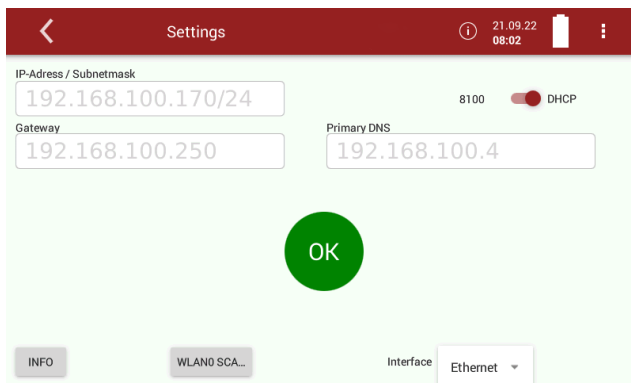 Settings
21.09.22
08:02
IP-Adress / Subnetmask
192.168.100.170/24
8100 DHCP
Gateway
192.168.100.250
Primary DNS
192.168.100.4
OK
INFO
WLAN0 SCA...
Interface
Ethernet